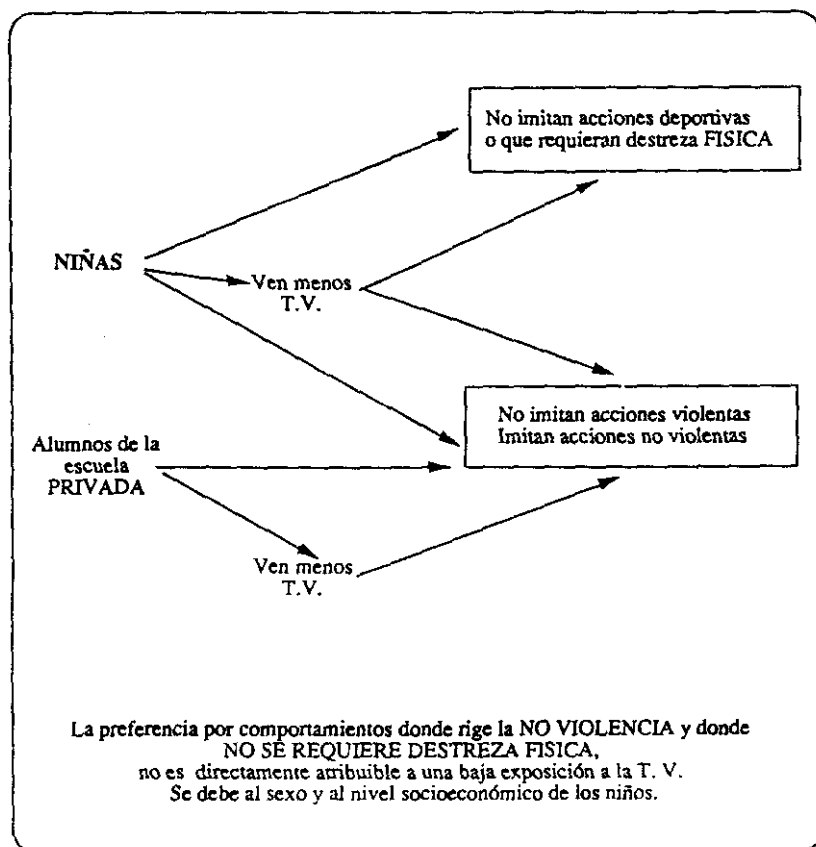 No imitan acciones deportivas
o que requieran destreza FISICA
NIÑAS
Ven menos
T.V.
No imitan acciones violentas
Imitan acciones no violentas
Alumnos de la
escuela
PRIVADA
Ven menos
T.V.
La preferencia por comportamientos donde rige la NO VIOLENCIA y donde
NO SE REQUIERE DESTREZA FISICA,
no es directamente atribuible a una baja exposición a la T. V.
Se debe al sexo y al nivel socioeconómico de los niños.